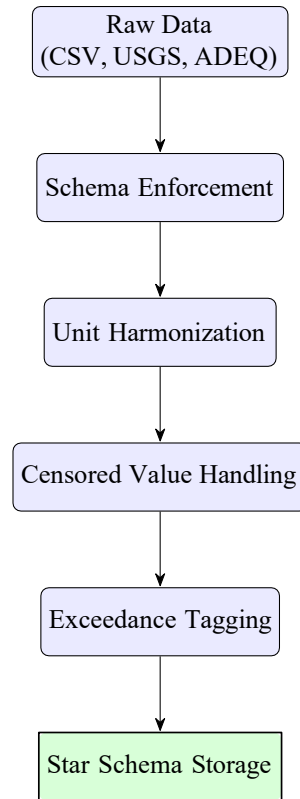 Raw Data
(CSV, USGS, ADEQ)
Schema Enforcement
Unit Harmonization
Censored Value Handling
Exceedance Tagging
Star Schema Storage